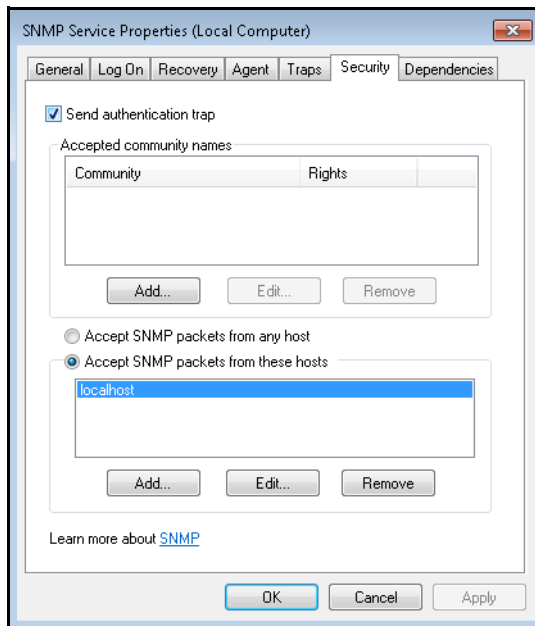 SNMP Service Properties (Local Computer)
General Log On Recovery Agent Traps Security Dependencies
Send authentication trap
Accepted community names
Community Rights
Add... Edit... Remove
Accept SNMP packets from any host
Accept SNMP packets from these hosts
localhost
Add... Edit... Remove
Learn more about SNMP
OK Cancel Apply